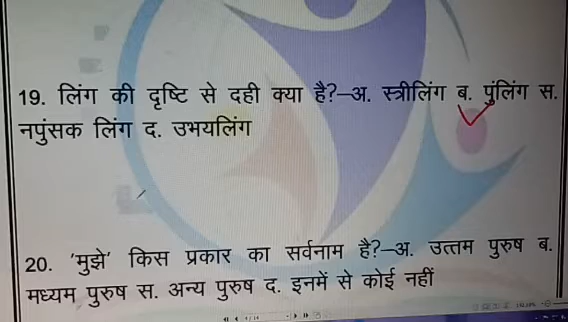 19. लिंग की दृष्टि से दही क्या है?–अ. स्त्रीलिंग ब. पुंलिंग स.
नपुंसक लिंग द. उभयलिंग
20. 'मुझे' किस प्रकार का सर्वनाम है?–अ. उत्तम पुरुष ब.
मध्यम पुरुष स. अन्य पुरुष द. इनमें से कोई नहीं